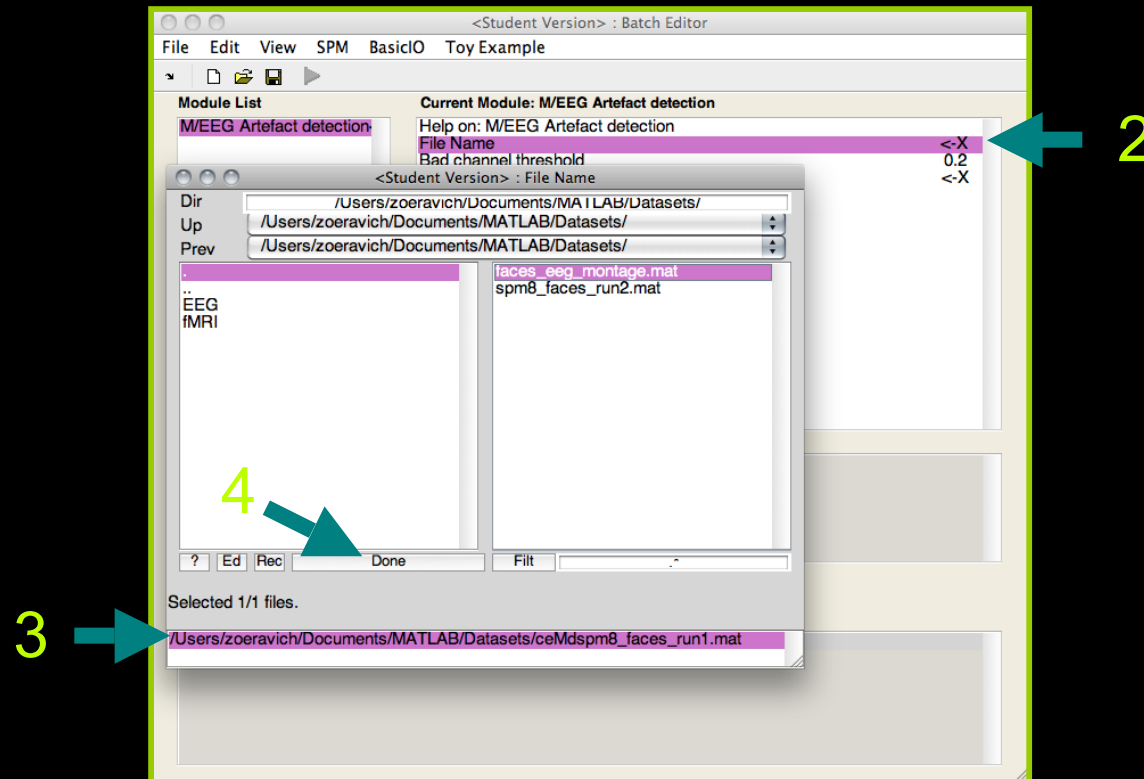 <Student Version> : Batch Editor
File Edit View SPM BasicIO Toy Example
Module List
Current Module: M/EEG Artefact detection
M/EEG Artefact detection
Help on: M/EEG Artefact detection
File Name <-X
Bad channel threshold 0.2
<-X
2
<Student Version> : File Name
Dir /Users/zoeravich/Documents/MATLAB/Datasets/
Up /Users/zoeravich/Documents/MATLAB/Datasets/
Prev /Users/zoeravich/Documents/MATLAB/Datasets/
.
..
EEG
fMRI
faces_eeg_montage.mat
spm8_faces_run2.mat
4
? Ed Rec Done Filt .*
Selected 1/1 files.
3
/Users/zoeravich/Documents/MATLAB/Datasets/ceMdspm8_faces_run1.mat